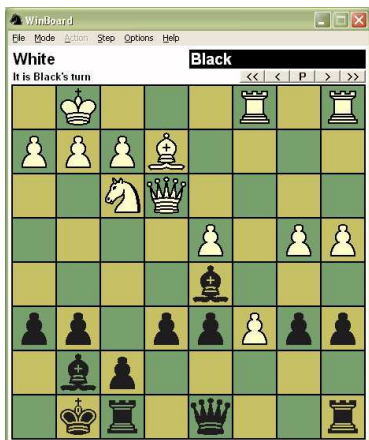 WinBoard
File Mode Action Step Options Help
White Black
It is Black's turn << < P > >>